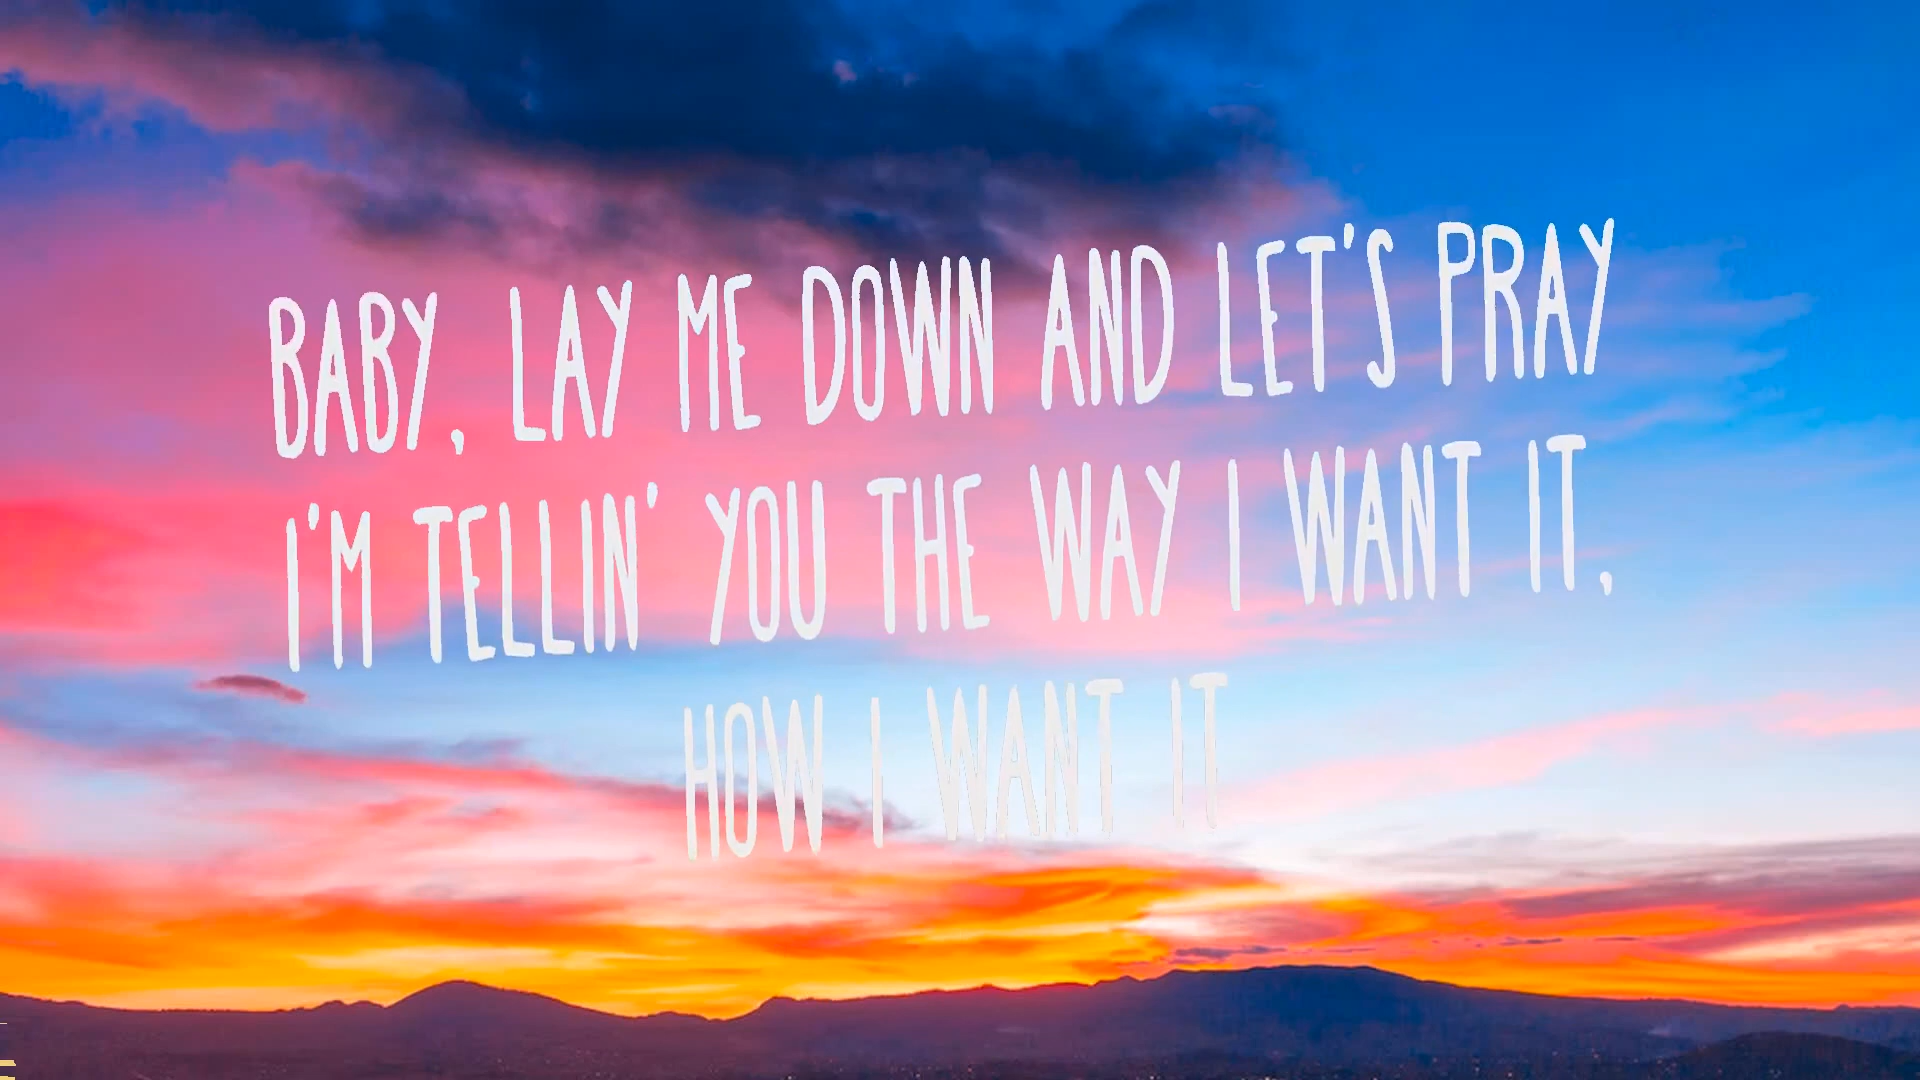 BABY, LAY ME DOWN AND LET'S PRAY
I'M TELLIN' YOU THE WAY I WANT IT,
HOW I WANT IT